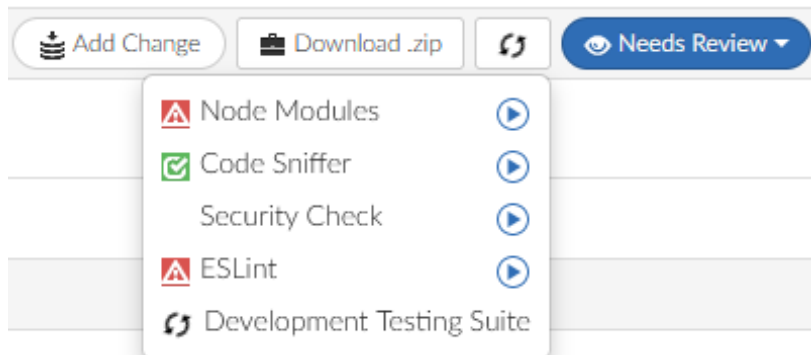 Add Change
Download .zip
Needs Review
Node Modules
Code Sniffer
Security Check
ESLint
Development Testing Suite